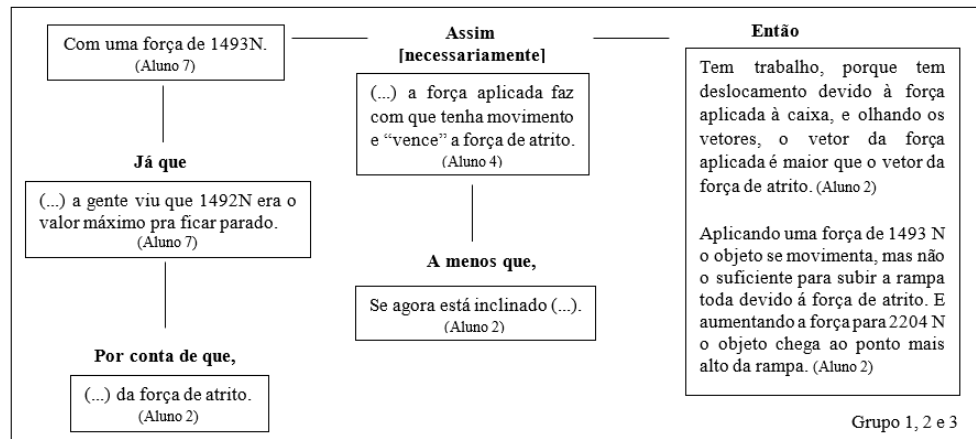 Com uma força de 1493N.
(Aluno 7)
Já que
(...) a gente viu que 1492N era o
valor máximo pra ficar parado.
(Aluno 7)
Por conta de que,
(...) da força de atrito.
(Aluno 2)
Assim
[necessariamente]
(...) a força aplicada faz
com que tenha movimento
e “vence” a força de atrito.
(Aluno 4)
A menos que,
Se agora está inclinado (...).
(Aluno 2)
Então
Tem trabalho, porque tem
deslocamento devido à força
aplicada à caixa, e olhando os
vetores, o vetor da força
aplicada é maior que o vetor da
força de atrito. (Aluno 2)
Aplicando uma força de 1493 N
o objeto se movimenta, mas não
o suficiente para subir a rampa
toda devido á força de atrito. E
aumentando a força para 2204 N
o objeto chega ao ponto mais
alto da rampa. (Aluno 2)
Grupo 1, 2 e 3